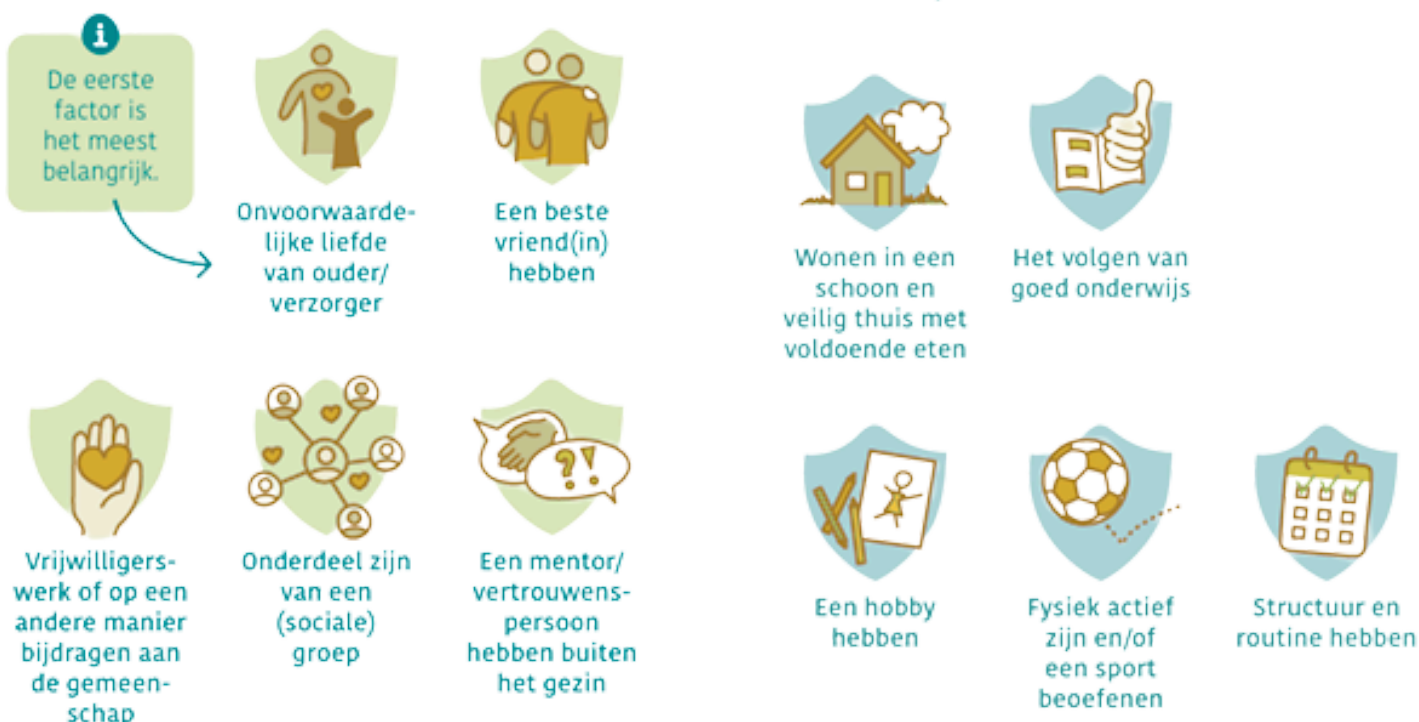 i
De eerste
factor is
het meest
belangrijk.
Onvoorwaarde-
lijke liefde
van ouder/
verzorger
Een beste
vriend(in)
hebben
Wonen in een
schoon en
veilig thuis met
voldoende eten
Het volgen van
goed onderwijs
Vrijwilligers-
werk of op een
andere manier
bijdragen aan
de gemeen-
schap
Onderdeel zijn
van een
(sociale)
groep
?!
Een mentor/
vertrouwens-
persoon
hebben buiten
het gezin
Een hobby
hebben
Fysiek actief
zijn en/of
een sport
beoefenen
Structuur en
routine hebben